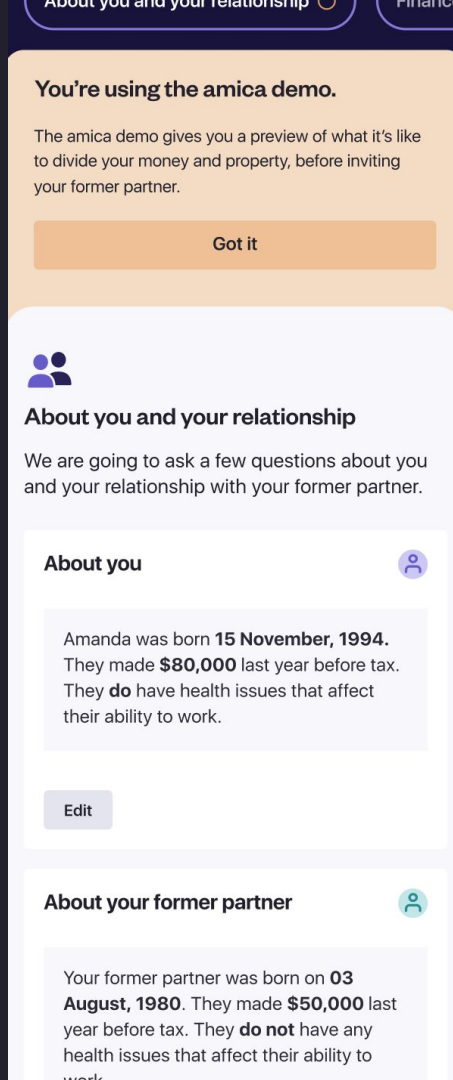 About you and your relationship
Finance
You're using the amica demo.
The amica demo gives you a preview of what it's like
to divide your money and property, before inviting
your former partner.
Got it
About you and your relationship
We are going to ask a few questions about you
and your relationship with your former partner.
About you
Amanda was born 15 November, 1994.
They made $80,000 last year before tax.
They do have health issues that affect
their ability to work.
Edit
About your former partner
Your former partner was born on 03
August, 1980. They made $50,000 last
year before tax. They do not have any
health issues that affect their ability to
work.